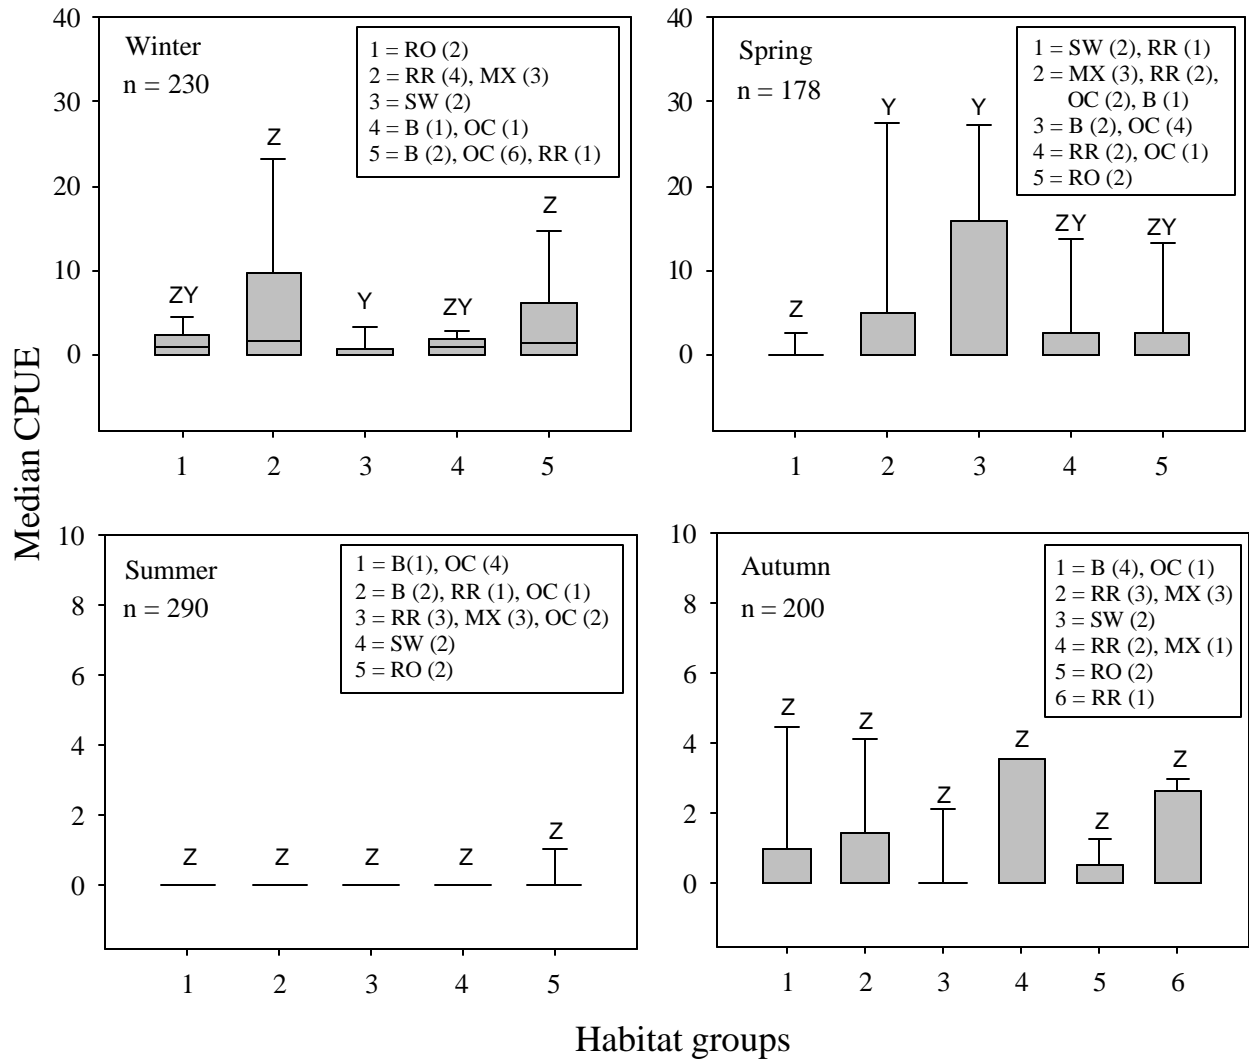 Median CPUE
40
30
20
10
0
Winter
n = 230
1 = RO (2)
2 = RR (4), MX (3)
3 = SW (2)
4 = B (1), OC (1)
5 = B (2), OC (6), RR (1)
ZY
Z
Y
ZY
Z
1 2 3 4 5
40
30
20
10
0
Spring
n = 178
1 = SW (2), RR (1)
2 = MX (3), RR (2),
OC (2), B (1)
3 = B (2), OC (4)
4 = RR (2), OC (1)
5 = RO (2)
Z
Y
Y
ZY
ZY
1 2 3 4 5
10
8
6
4
2
0
Summer
n = 290
1 = B(1), OC (4)
2 = B (2), RR (1), OC (1)
3 = RR (3), MX (3), OC (2)
4 = SW (2)
5 = RO (2)
Z
Z
Z
Z
Z
1 2 3 4 5
10
8
6
4
2
0
Autumn
n = 200
1 = B (4), OC (1)
2 = RR (3), MX (3)
3 = SW (2)
4 = RR (2), MX (1)
5 = RO (2)
6 = RR (1)
Z
Z
Z
Z
Z
Z
1 2 3 4 5 6
Habitat groups